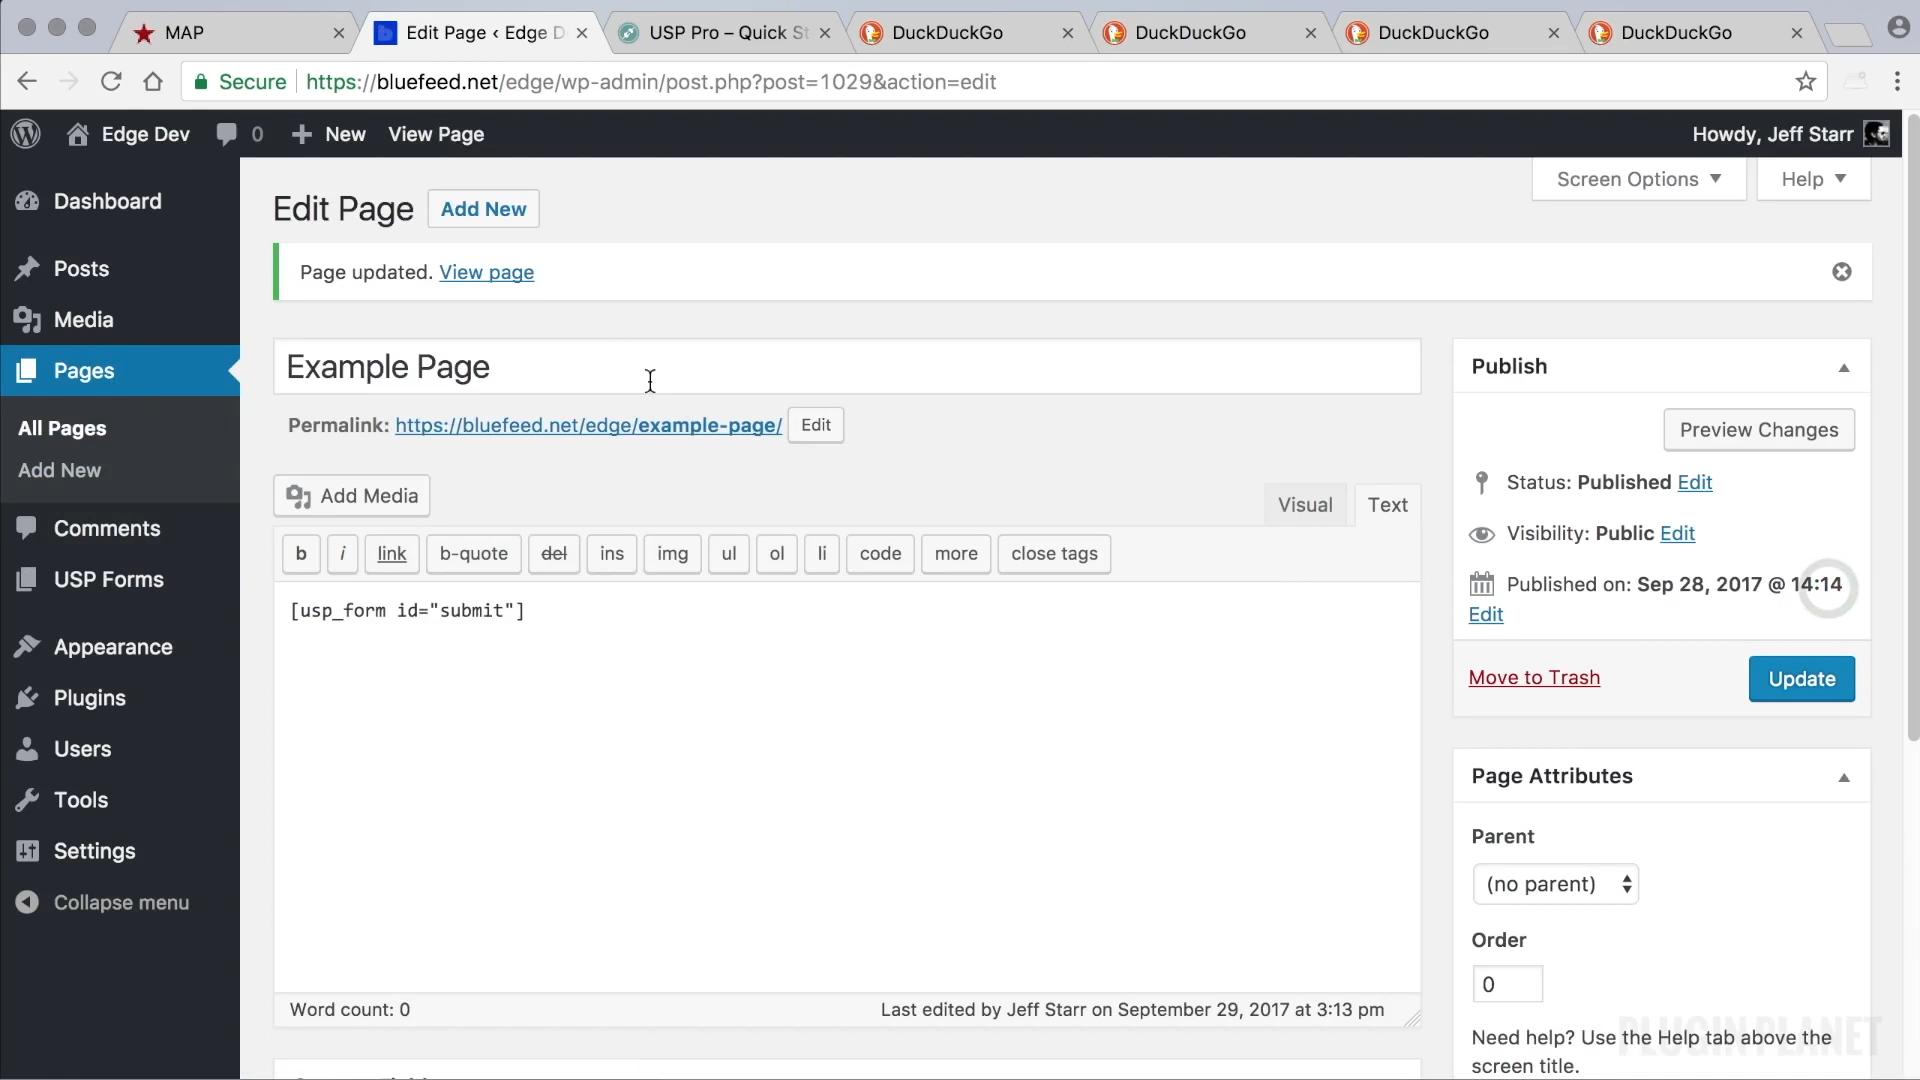 MAP
Edit Page ‹ Edge D
USP Pro – Quick St
DuckDuckGo
DuckDuckGo
DuckDuckGo
DuckDuckGo
Secure
https://bluefeed.net/edge/wp-admin/post.php?post=1029&action=edit
Edge Dev
0
New
View Page
Howdy, Jeff Starr
Screen Options
Help
Dashboard
Posts
Media
Pages
All Pages
Add New
Comments
USP Forms
Appearance
Plugins
Users
Tools
Settings
Collapse menu
Edit Page
Add New
Page updated. View page
Example Page
Permalink: https://bluefeed.net/edge/example-page/ Edit
Add Media
Visual
Text
b
i
link
b-quote
del
ins
img
ul
ol
li
code
more
close tags
[usp_form id="submit"]
Word count: 0
Last edited by Jeff Starr on September 29, 2017 at 3:13 pm
Publish
Preview Changes
Status: Published Edit
Visibility: Public Edit
Published on: Sep 28, 2017 @ 14:14
Edit
Move to Trash
Update
Page Attributes
Parent
(no parent)
Order
0
Need help? Use the Help tab above the
screen title.
PLUGIN PLANET